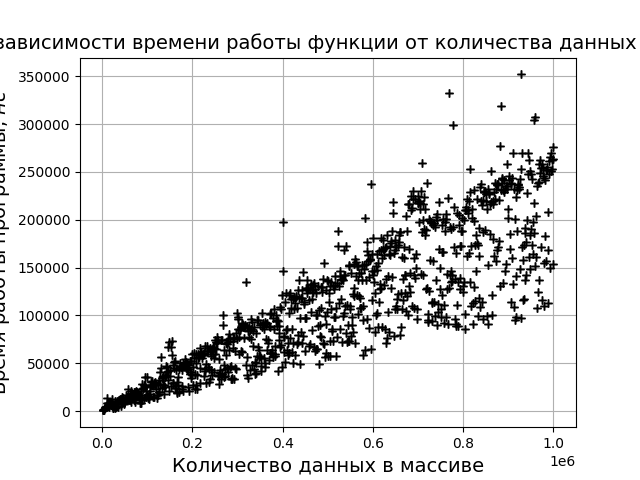 зависимости времени работы функции от количества данных
350000
300000
250000
200000
150000
100000
50000
0
Время работы программы, нс
0.0 0.2 0.4 0.6 0.8 1.0
1e6
Количество данных в массиве